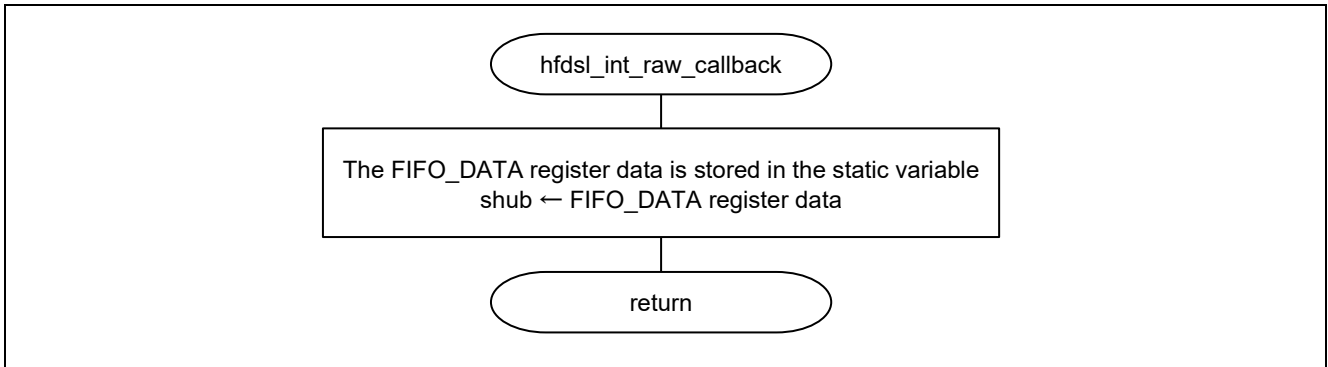 hfdsl_int_raw_callback
The FIFO_DATA register data is stored in the static variable
shub ← FIFO_DATA register data
return